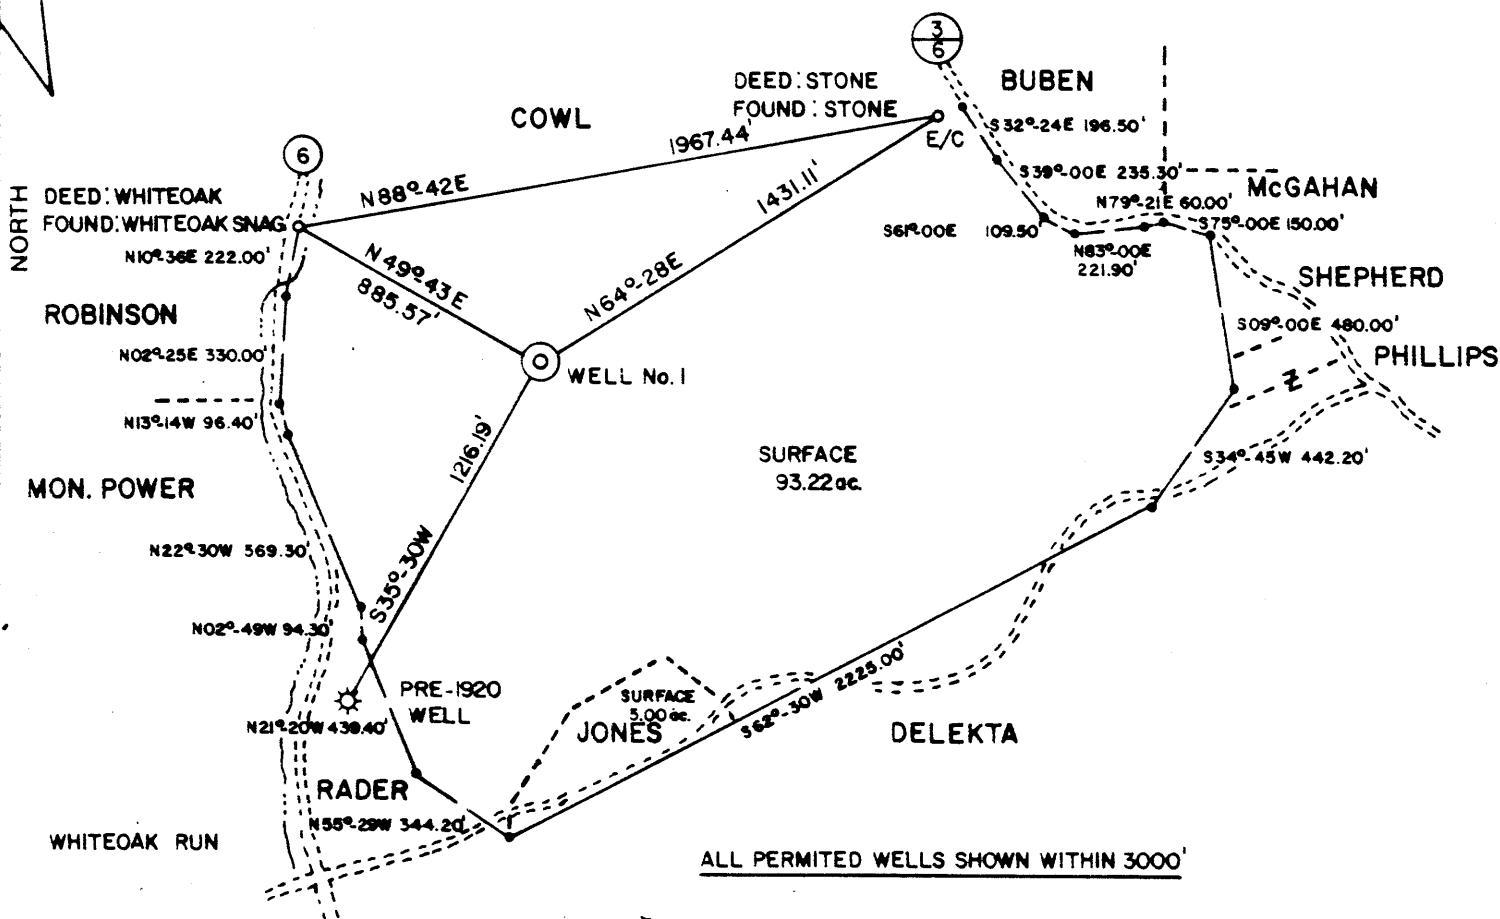 3
6
BUBEN
DEED: STONE
FOUND: STONE
COWL
E/C
S32°-24E 196.50'
1967.44'
6
S39°-00E 235.30'
McGAHAN
NORTH
DEED: WHITEOAK
FOUND: WHITEOAK SNAG
N88°-42E
1431.11'
N79°-21E 60.00'
S75°-00E 150.00'
S61°-00E 109.50'
N10°-36E 222.00'
N83°-00E
221.90'
N 49°-43E
885.57'
N64°-28E
SHEPHERD
ROBINSON
S09°-00E 480.00'
N02°-25E 330.00'
PHILLIPS
WELL No. 1
Z
N13°-14W 96.40'
1216.19'
SURFACE
93.22 ac.
S34°-45W 442.20'
MON. POWER
N22°-30W 569.30'
S35°-30W
N02°-49W 94.30'
PRE-1920
WELL
SURFACE
5.00 ac.
JONES
S62°-30W 2225.00'
N21°-20W 439.40'
DELEKTA
RADER
N55°-29W 344.20'
WHITEOAK RUN
ALL PERMITED WELLS SHOWN WITHIN 3000'